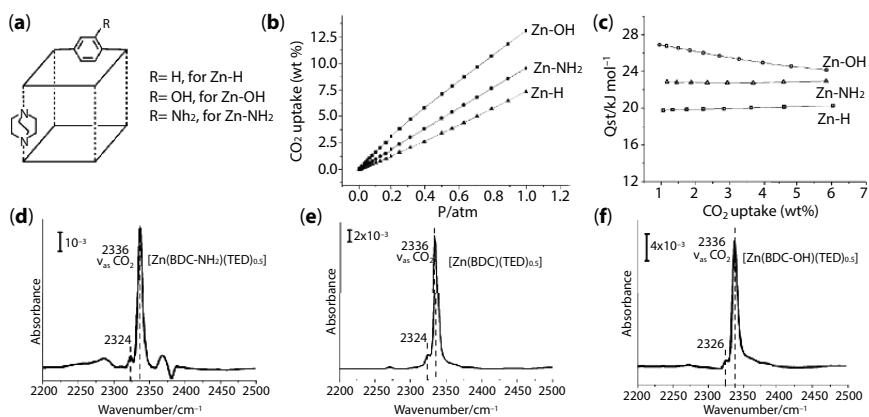 (a)
R
N
N
R= H, for Zn-H
R= OH, for Zn-OH
R= Nh₂, for Zn-NH₂
(b)
CO₂ uptake (wt %)
12.5
10.0
7.5
5.0
2.5
0.0
Zn-OH
Zn-NH₂
Zn-H
0.0 0.2 0.4 0.6 0.8 1.0 1.2
P/atm
(c)
Qst/kJ mol⁻¹
28
24
20
16
12
Zn-OH
Zn-NH₂
Zn-H
1 2 3 4 5 6 7
CO₂ uptake (wt%)
(d)
10⁻³
2336
νas CO₂
[Zn(BDC-NH₂)(TED)₀.₅]
2324
Absorbance
2200 2250 2300 2350 2400 2450 2500
Wavenumber/cm⁻¹
(e)
2x10⁻³
2336
νas CO₂
[Zn(BDC)(TED)₀.₅]
2324
Absorbance
2200 2250 2300 2350 2400 2450 2500
Wavenumber/cm⁻¹
(f)
4x10⁻³
2336
νas CO₂
[Zn(BDC-OH)(TED)₀.₅]
2326
Absorbance
2200 2250 2300 2350 2400 2450 2500
Wavenumber/cm⁻¹